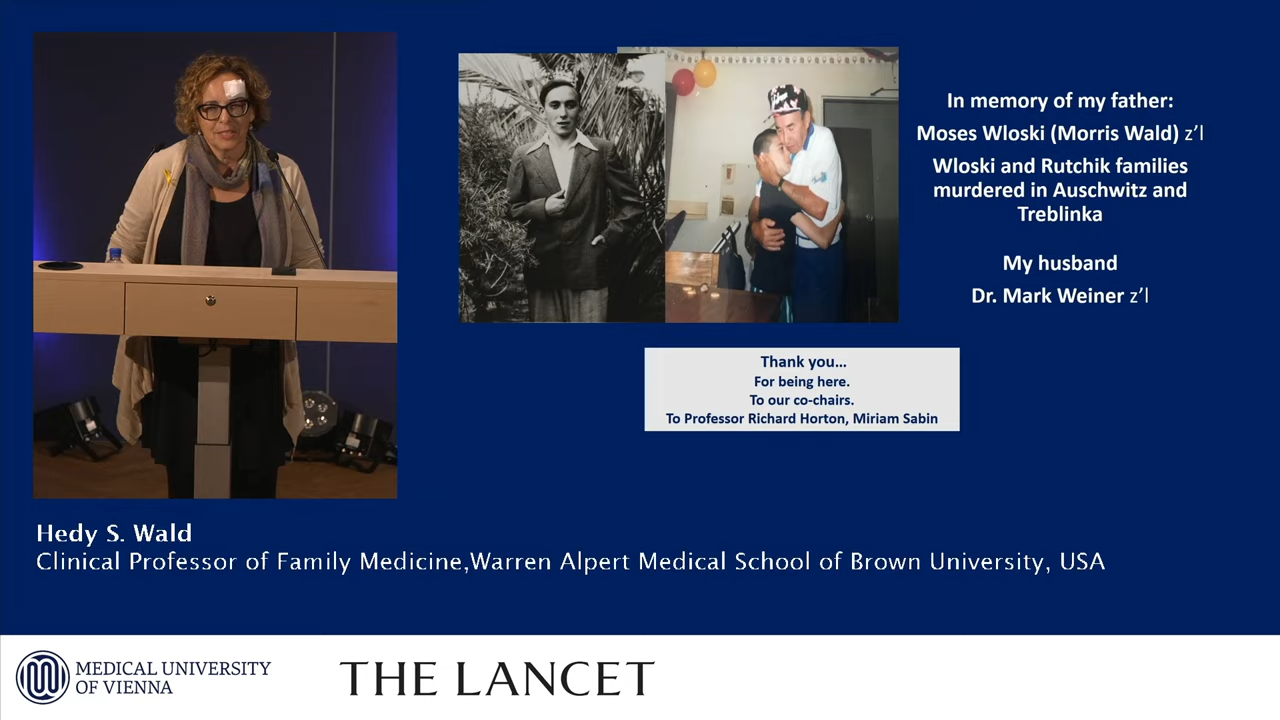 In memory of my father:
Moses Wloski (Morris Wald) z’l
Wloski and Rutchik families
murdered in Auschwitz and
Treblinka
My husband
Dr. Mark Weiner z’l
Thank you...
For being here.
To our co-chairs.
To Professor Richard Horton, Miriam Sabin
Hedy S. Wald
Clinical Professor of Family Medicine,Warren Alpert Medical School of Brown University, USA
MEDICAL UNIVERSITY
OF VIENNA
THE LANCET